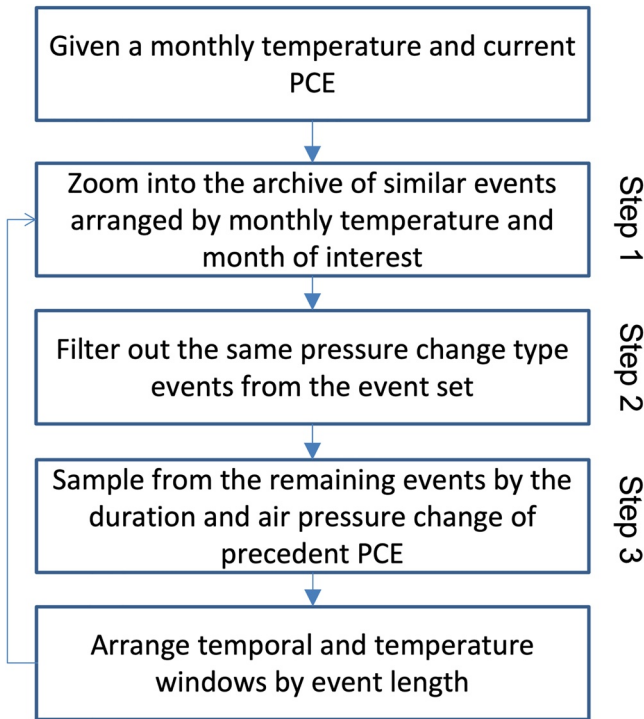 Given a monthly temperature and current
PCE
Zoom into the archive of similar events
arranged by monthly temperature and
month of interest
Step 1
Filter out the same pressure change type
events from the event set
Step 2
Sample from the remaining events by the
duration and air pressure change of
precedent PCE
Step 3
Arrange temporal and temperature
windows by event length